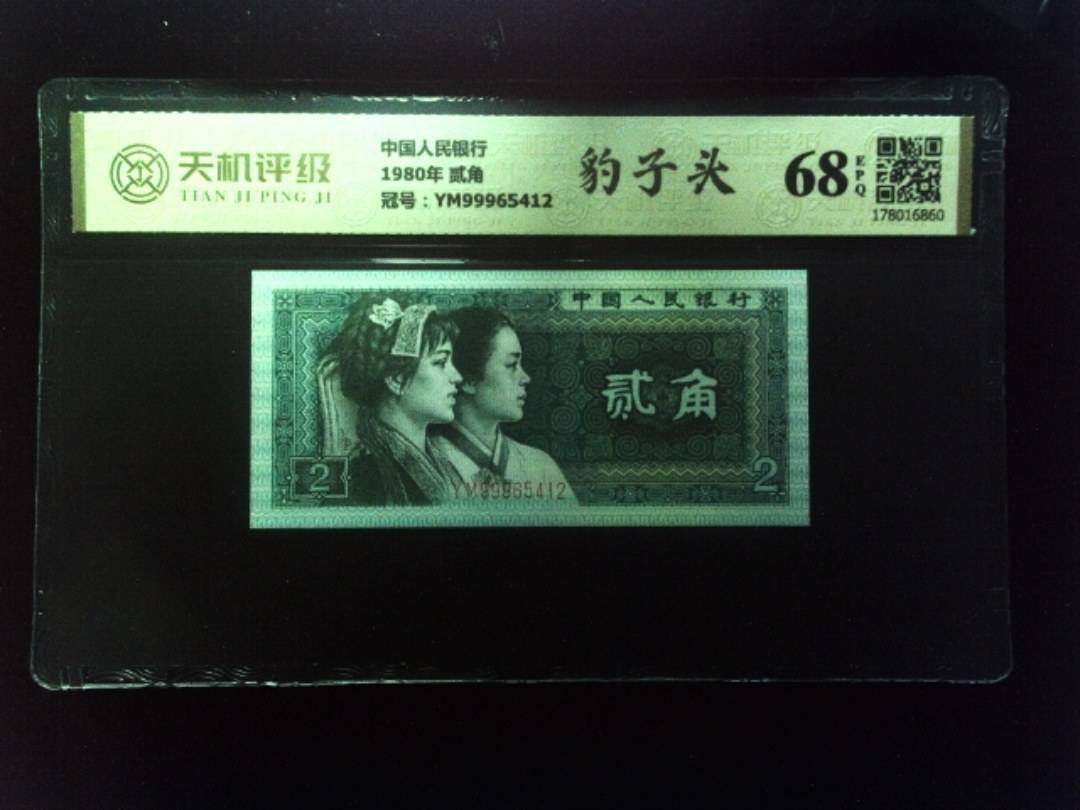 天机评级
TIAN JI PING JI
中国人民银行
1980年 贰角
冠号：YM99965412
豹子头
68
EPQ
178016860
中国人民银行
贰角
2
YM99965412
2